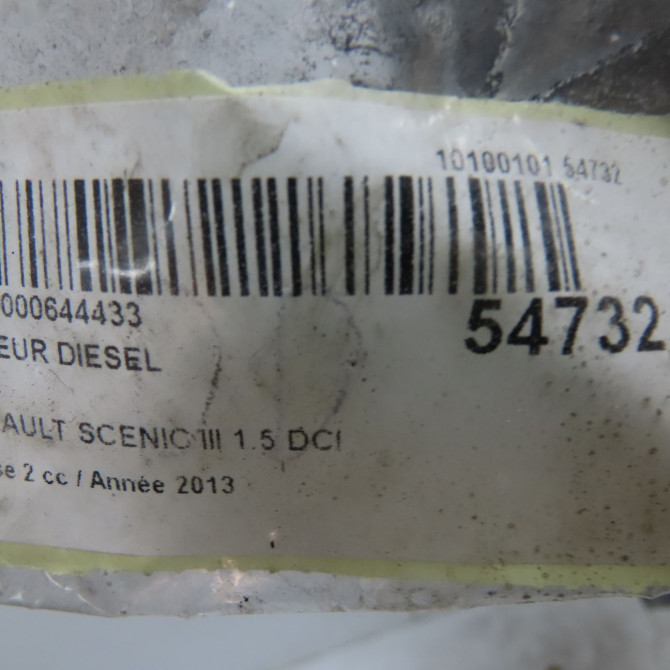 10100101 54732
000644433
54732
EUR DIESEL
AULT SCENIC III 1.5 DCI
se 2 cc / Année 2013